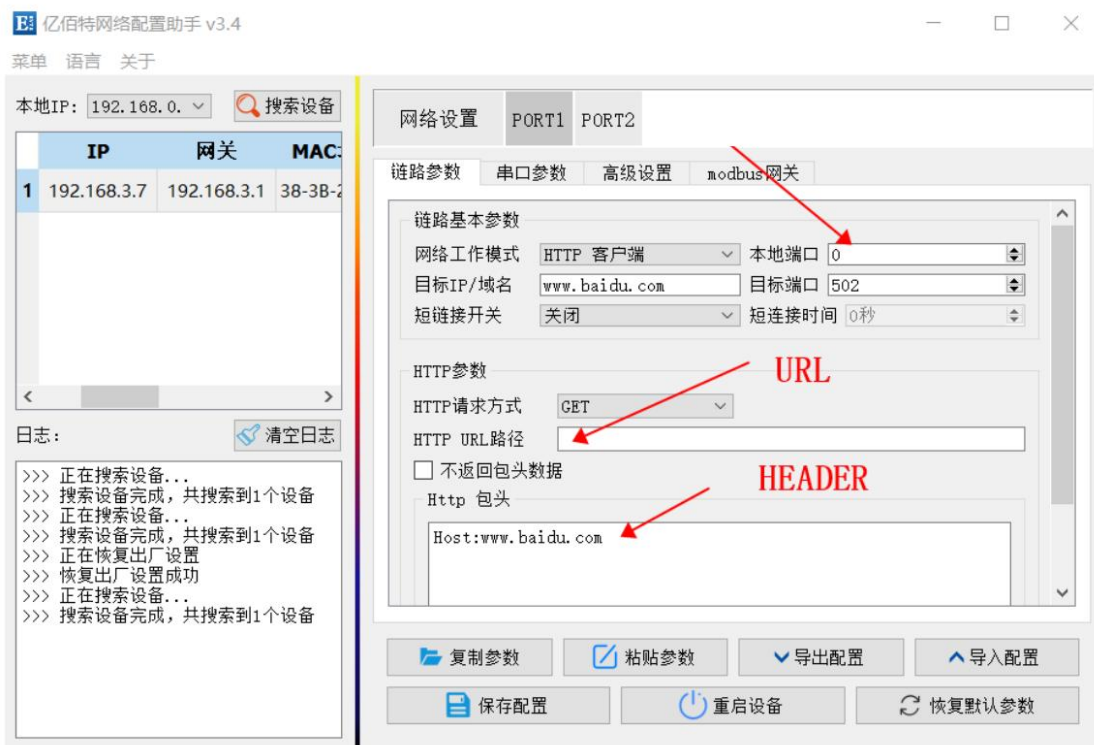 亿佰特网络配置助手 v3.4
菜单 语言 关于
本地IP: 192.168.0. 搜索设备
IP 网关 MAC
1 192.168.3.7 192.168.3.1 38-3B-2
日志: 清空日志
>>> 正在搜索设备...
>>> 搜索设备完成，共搜索到1个设备
>>> 正在搜索设备...
>>> 搜索设备完成，共搜索到1个设备
>>> 正在恢复出厂设置
>>> 恢复出厂设置成功
>>> 正在搜索设备...
>>> 搜索设备完成，共搜索到1个设备
网络设置 PORT1 PORT2
链路参数 串口参数 高级设置 modbus网关
链路基本参数
网络工作模式 HTTP 客户端 本地端口 0
目标IP/域名 www.baidu.com 目标端口 502
短链接开关 关闭 短连接时间 0秒
HTTP参数
URL
HTTP请求方式 GET
HTTP URL路径
不返回包头数据
HEADER
Http 包头
Host:www.baidu.com
复制参数 粘贴参数 导出配置 导入配置
保存配置 重启设备 恢复默认参数